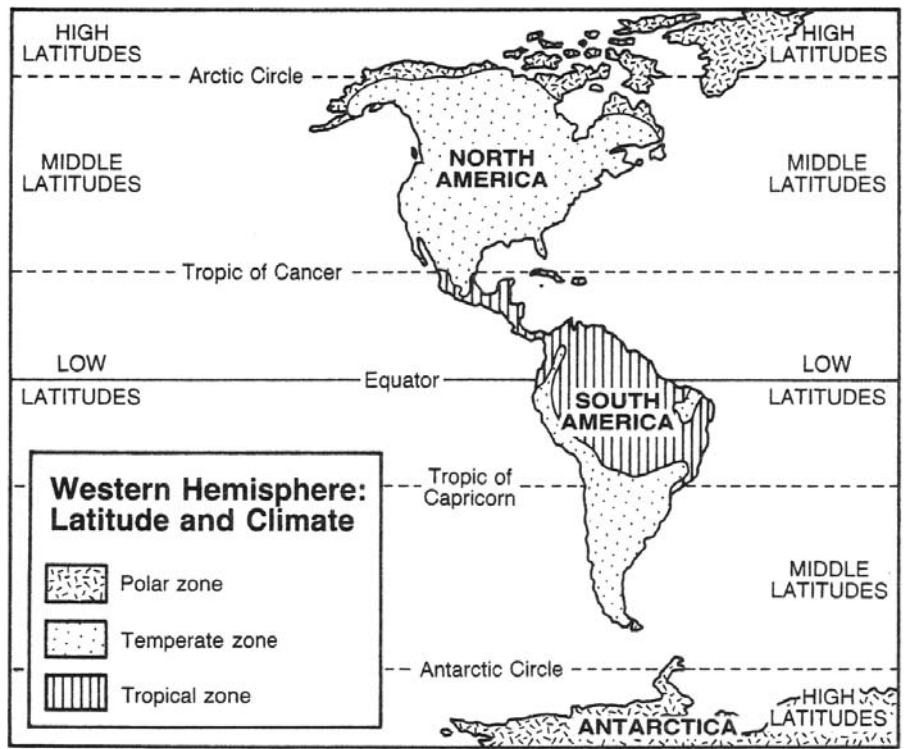 HIGH
LATITUDES
HIGH
LATITUDES
Arctic Circle
MIDDLE
LATITUDES
NORTH
AMERICA
MIDDLE
LATITUDES
Tropic of Cancer
LOW
LATITUDES
Equator
LOW
LATITUDES
SOUTH
AMERICA
Tropic of
Capricorn
Western Hemisphere:
Latitude and Climate
Polar zone
Temperate zone
Tropical zone
MIDDLE
LATITUDES
Antarctic Circle
ANTARCTICA
HIGH
LATITUDES